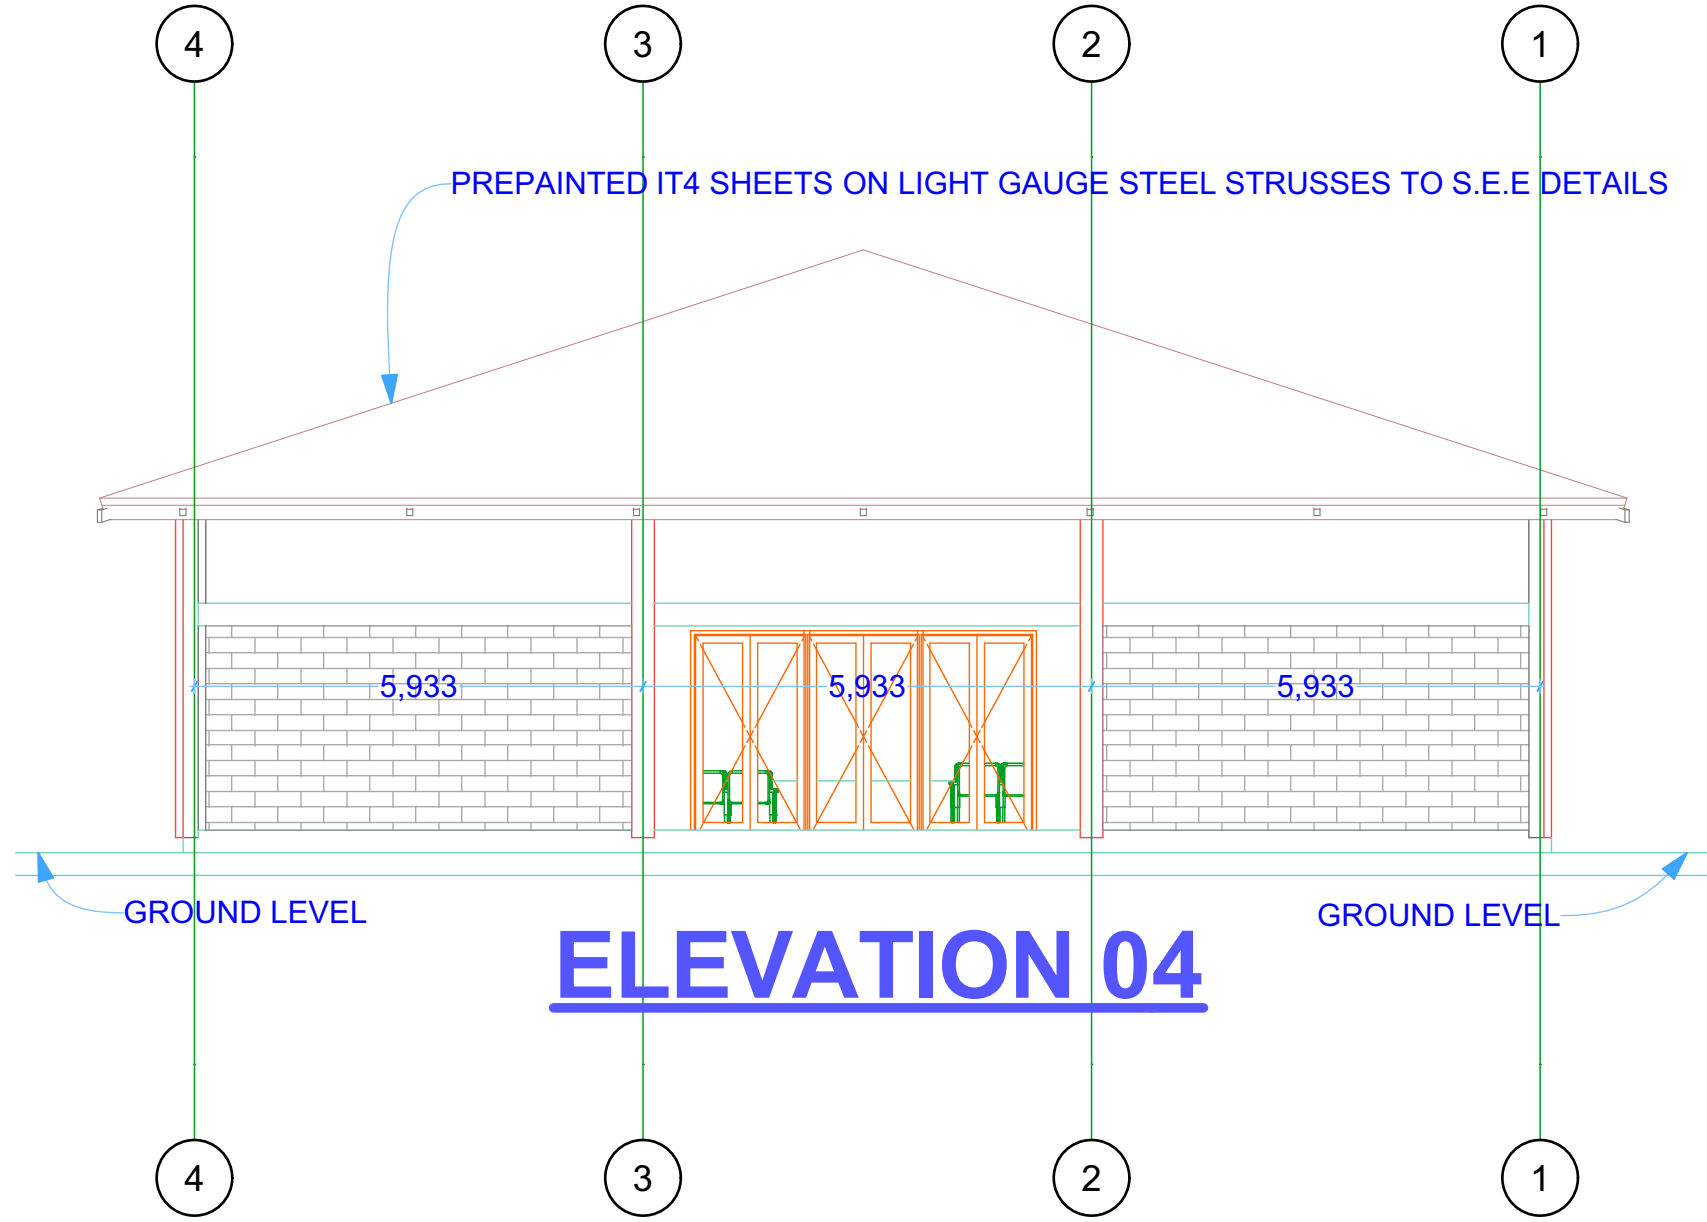 4 3 2 1
PREPAINTED IT4 SHEETS ON LIGHT GAUGE STEEL STRUSSES TO S.E.E DETAILS
5,933 5,933 5,933
GROUND LEVEL GROUND LEVEL
ELEVATION 04
4 3 2 1